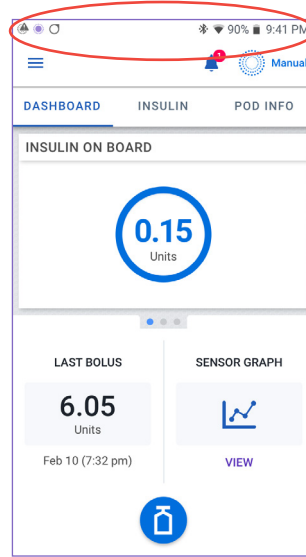 90% 9:41 PM
1
Manual
DASHBOARD INSULIN POD INFO
INSULIN ON BOARD
0.15
Units
LAST BOLUS SENSOR GRAPH
6.05
Units
Feb 10 (7:32 pm) VIEW